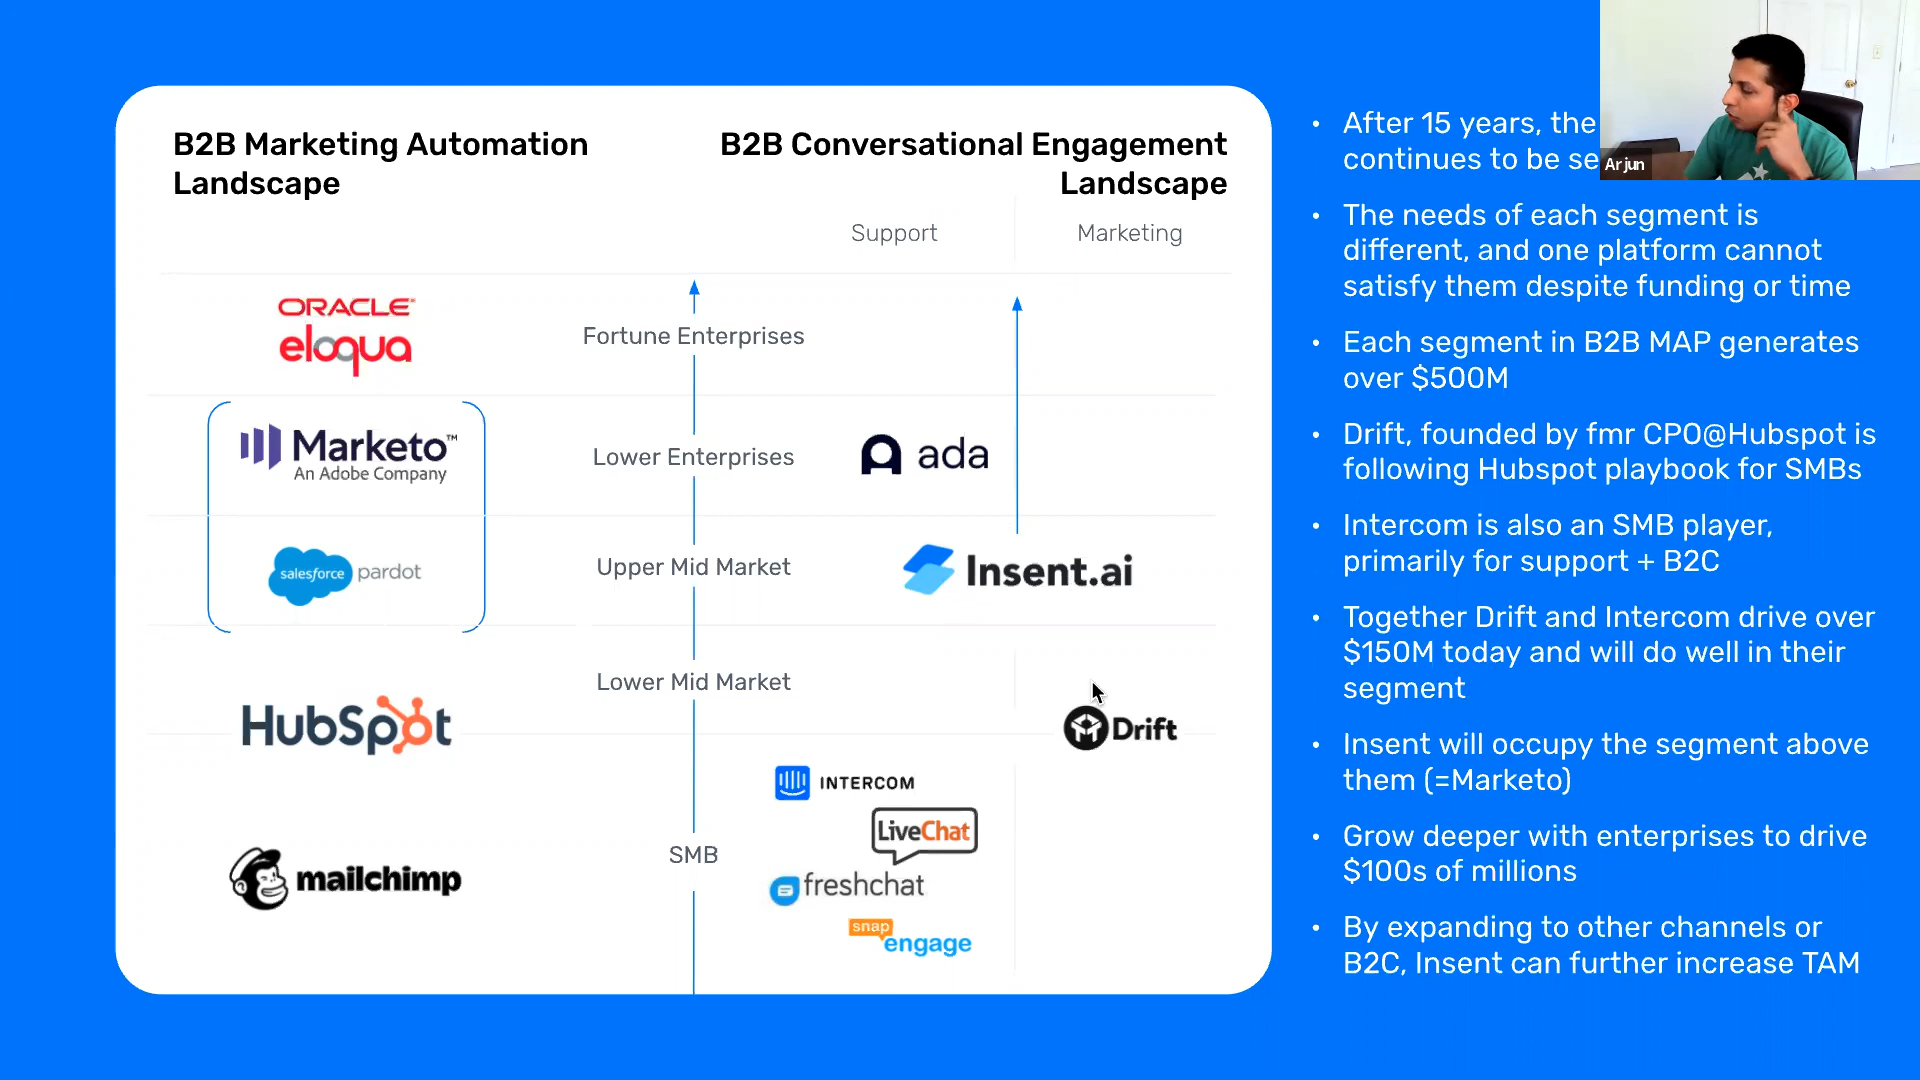 B2B Marketing Automation
Landscape
B2B Conversational Engagement
Landscape
Support
Marketing
ORACLE
eloqua
Fortune Enterprises
Marketo™
An Adobe Company
Lower Enterprises
ada
salesforce pardot
Upper Mid Market
Insent.ai
Lower Mid Market
HubSpot
Drift
INTERCOM
LiveChat
SMB
mailchimp
freshchat
snap
engage
• After 15 years, the
continues to be
• The needs of each segment is
different, and one platform cannot
satisfy them despite funding or time
• Each segment in B2B MAP generates
over $500M
• Drift, founded by fmr CPO@Hubspot is
following Hubspot playbook for SMBs
• Intercom is also an SMB player,
primarily for support + B2C
• Together Drift and Intercom drive over
$150M today and will do well in their
segment
• Insent will occupy the segment above
them (=Marketo)
• Grow deeper with enterprises to drive
$100s of millions
• By expanding to other channels or
B2C, Insent can further increase TAM
Arjun